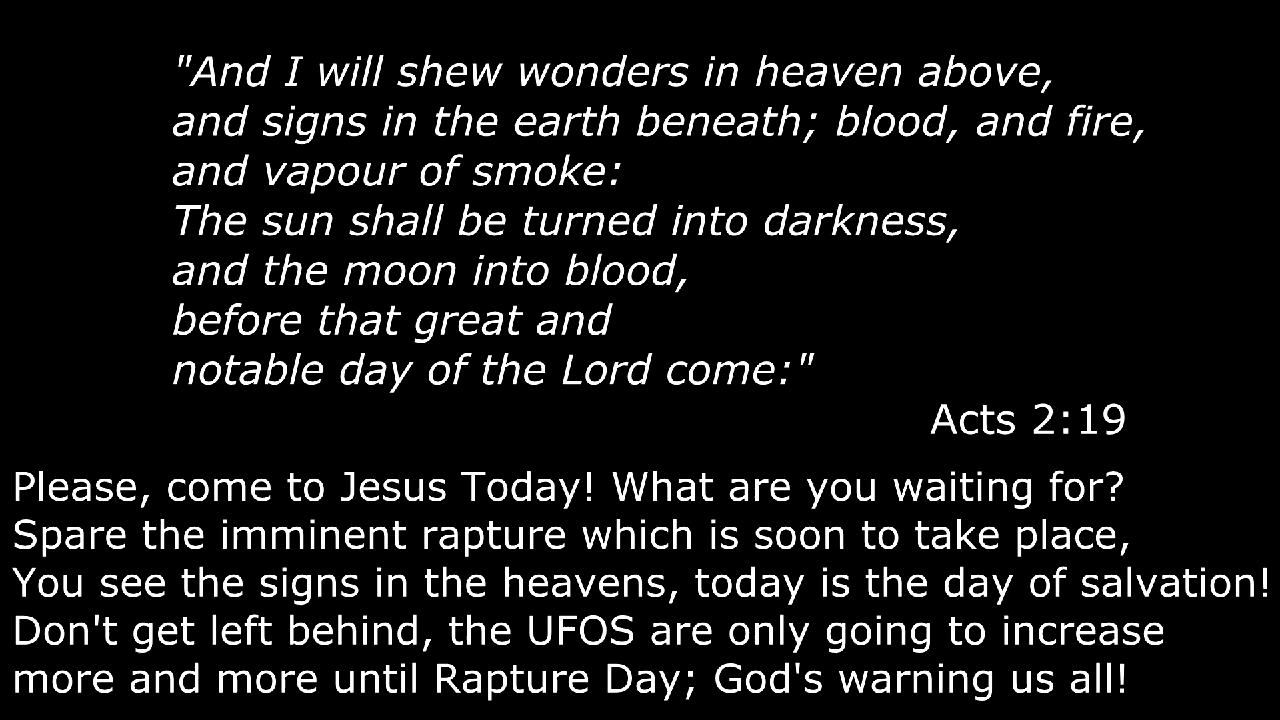 "And I will shew wonders in heaven above,
and signs in the earth beneath; blood, and fire,
and vapour of smoke:
The sun shall be turned into darkness,
and the moon into blood,
before that great and
notable day of the Lord come:"
Acts 2:19
Please, come to Jesus Today! What are you waiting for?
Spare the imminent rapture which is soon to take place,
You see the signs in the heavens, today is the day of salvation!
Don't get left behind, the UFOS are only going to increase
more and more until Rapture Day; God's warning us all!